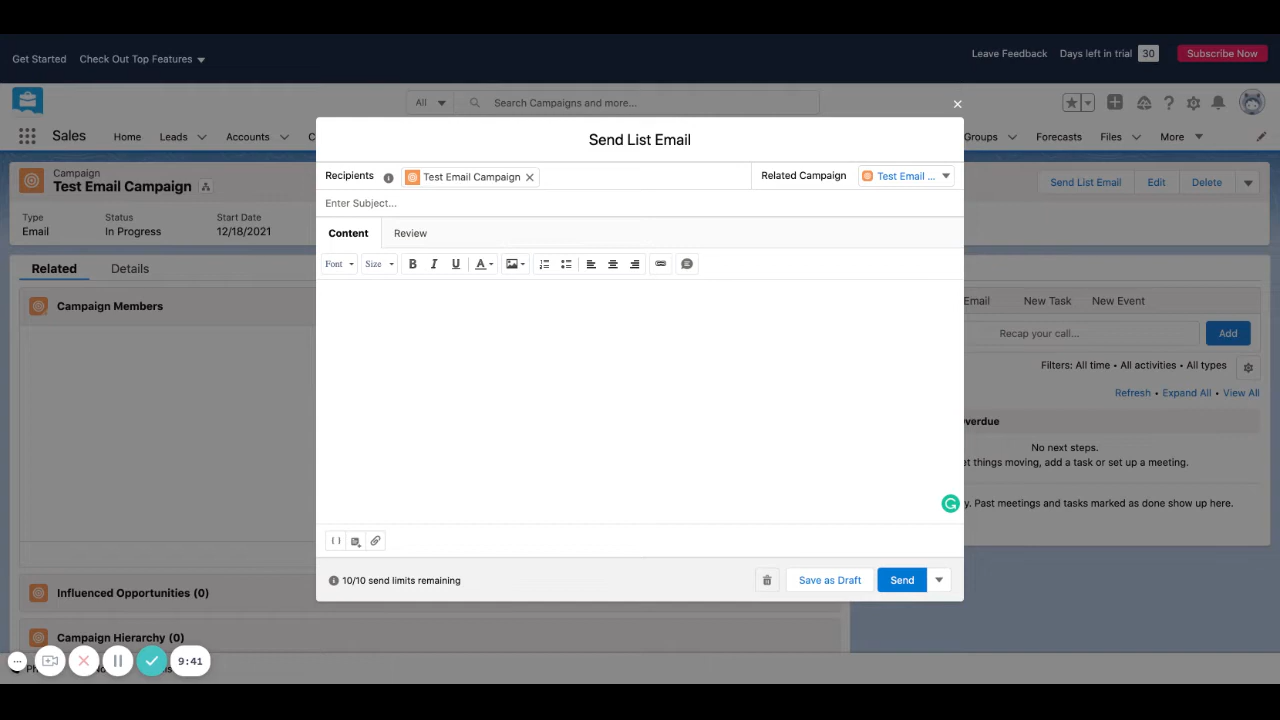 Get Started Check Out Top Features Leave Feedback Days left in trial 30 Subscribe Now
All Search Campaigns and more...
Sales Home Leads Accounts C Groups Forecasts Files More
Send List Email
Campaign
Test Email Campaign
Send List Email Edit Delete
Type Status Start Date
Email In Progress 12/18/2021
Recipients Test Email Campaign Related Campaign Test Email ...
Enter Subject...
Content Review
Font Size B I U A
Related Details
Campaign Members
Email New Task New Event
Recap your call... Add
Filters: All time • All activities • All types
Refresh • Expand All • View All
verdue
No next steps.
et things moving, add a task or set up a meeting.
y. Past meetings and tasks marked as done show up here.
10/10 send limits remaining Save as Draft Send
Influenced Opportunities (0)
Campaign Hierarchy (0)
9:41